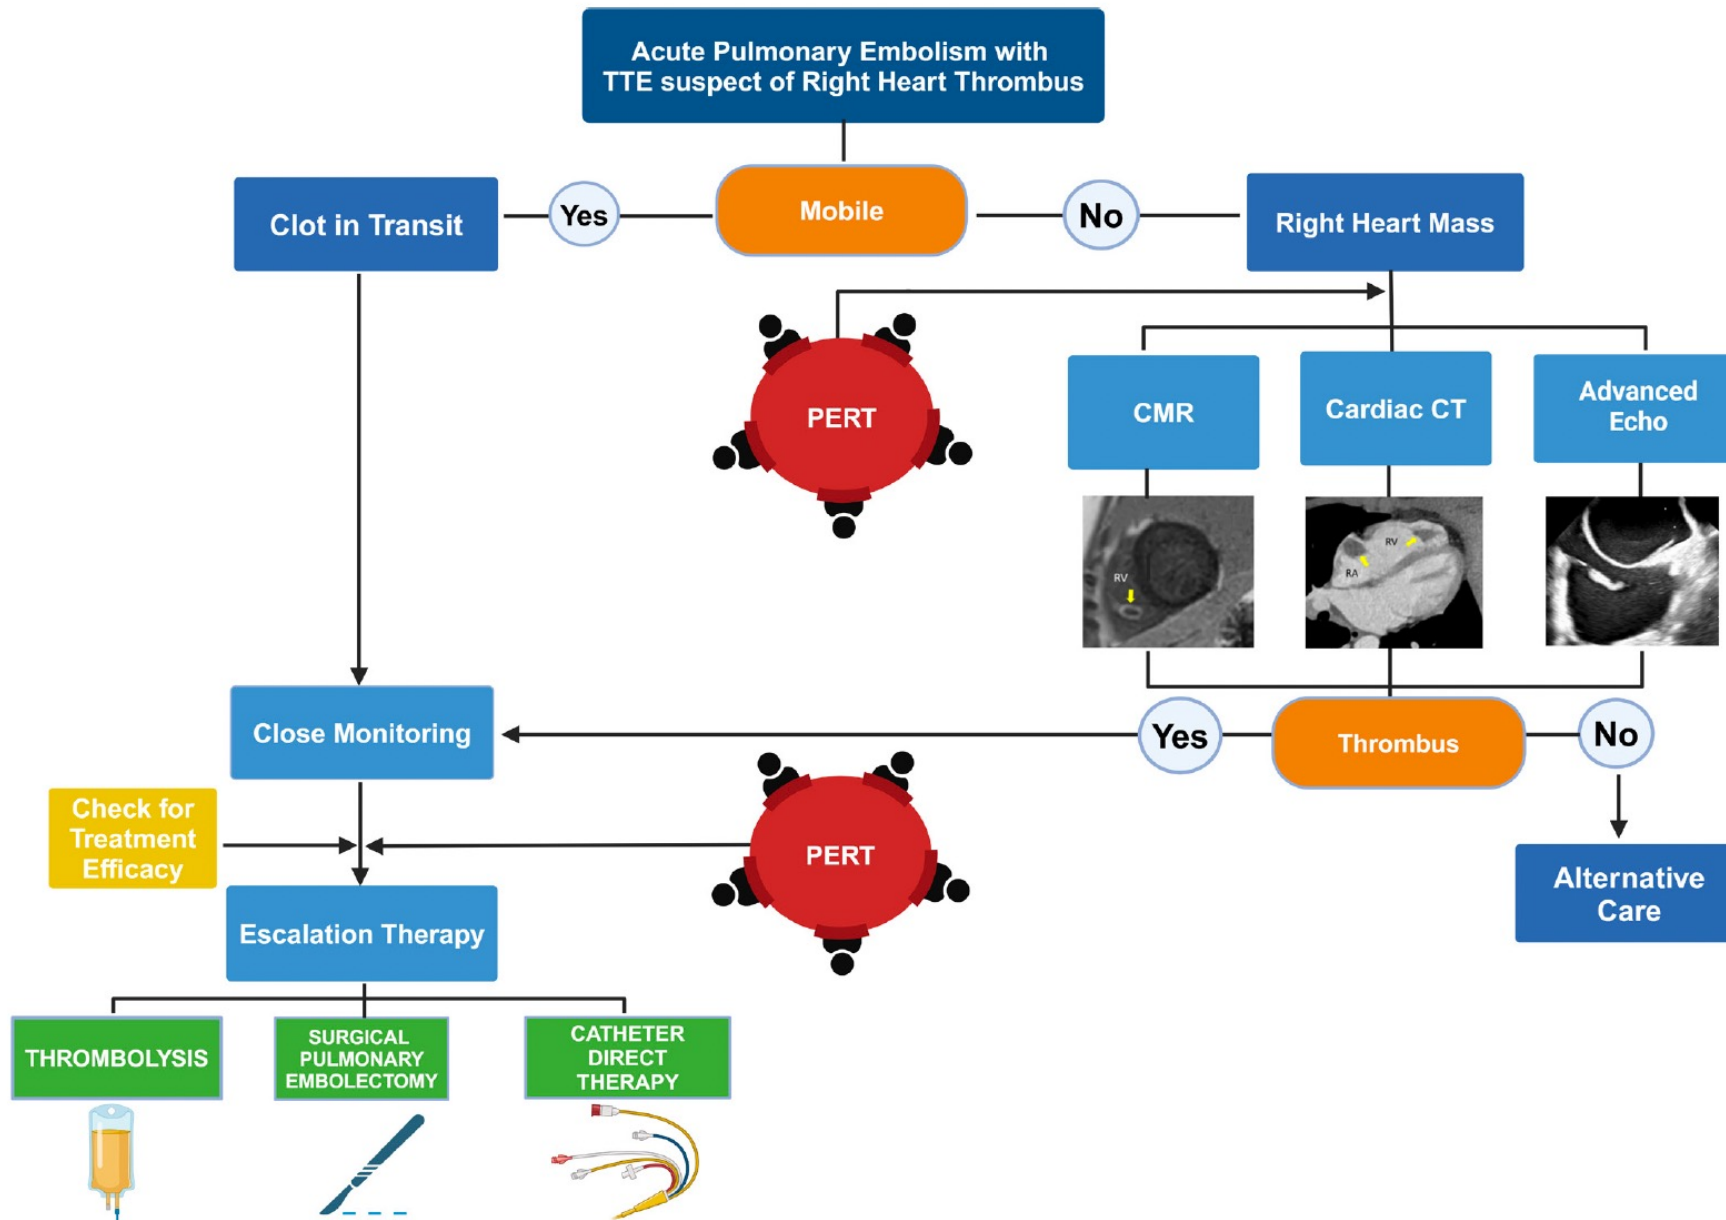 Acute Pulmonary Embolism with
TTE suspect of Right Heart Thrombus
Clot in Transit
Yes
Mobile
No
Right Heart Mass
PERT
CMR
Cardiac CT
Advanced
Echo
RV
RV
RA
Close Monitoring
Yes
Thrombus
No
Check for
Treatment
Efficacy
PERT
Alternative
Care
Escalation Therapy
THROMBOLYSIS
SURGICAL
PULMONARY
EMBOLECTOMY
CATHETER
DIRECT
THERAPY